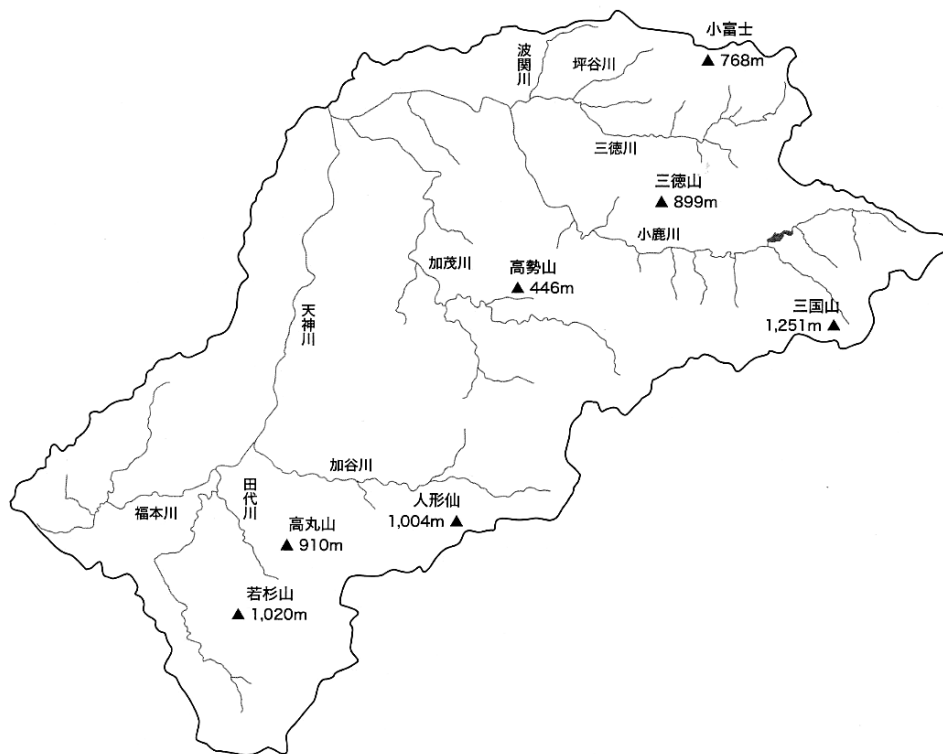 小富士
▲ 768m
波関川
坪谷川
三徳川
三徳山
▲ 899m
小鹿川
加茂川
高勢山
▲ 446m
三国山
1,251m ▲
天神川
加谷川
田代川
福本川
人形仙
1,004m ▲
高丸山
▲ 910m
若杉山
▲ 1,020m